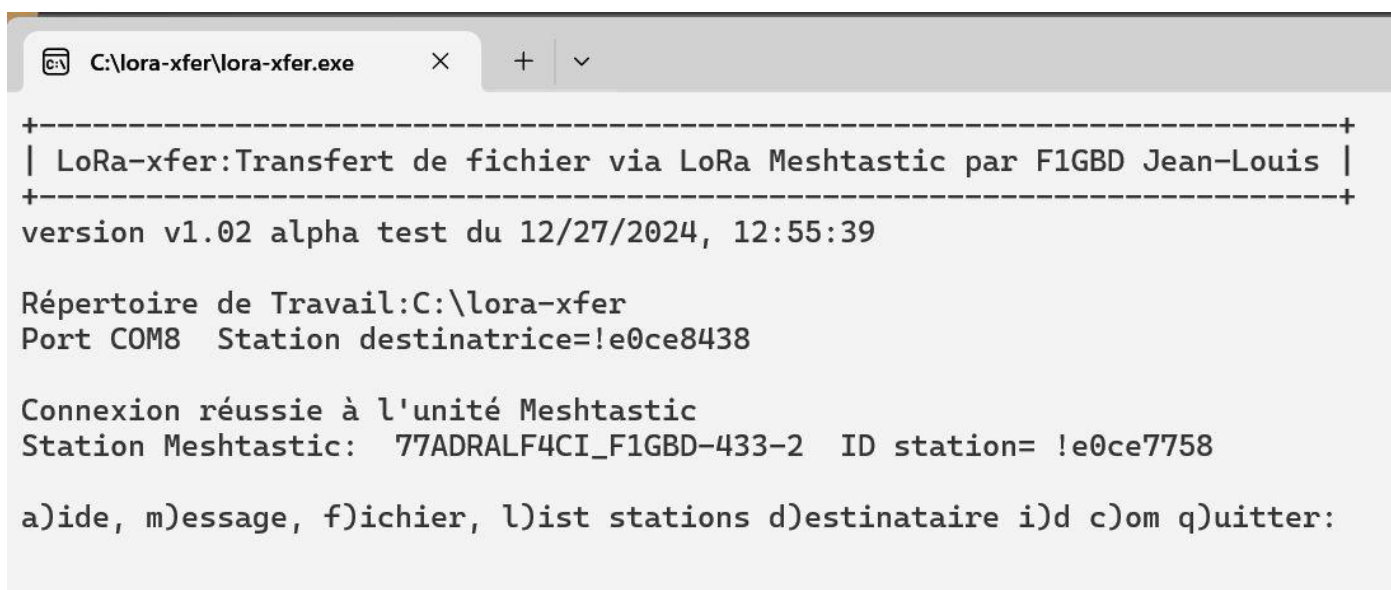 C:\lora-xfer\lora-xfer.exe
+-------------------------------------------------------------------------+
| LoRa-xfer:Transfert de fichier via LoRa Meshtastic par F1GBD Jean-Louis |
+-------------------------------------------------------------------------+
version v1.02 alpha test du 12/27/2024, 12:55:39
Répertoire de Travail:C:\lora-xfer
Port COM8  Station destinatrice=!e0ce8438
Connexion réussie à l'unité Meshtastic
Station Meshtastic:  77ADRALF4CI_F1GBD-433-2  ID station= !e0ce7758
a)ide, m)essage, f)ichier, l)ist stations d)estinataire i)d c)om q)uitter: